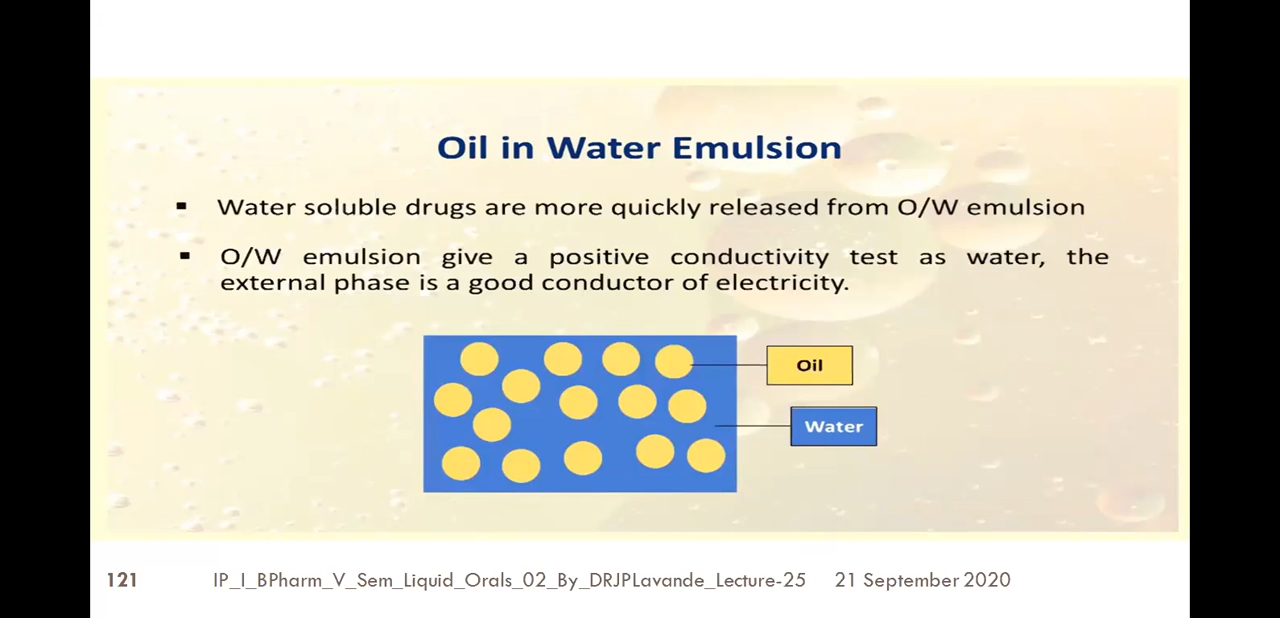 Oil in Water Emulsion
▪ Water soluble drugs are more quickly released from O/W emulsion
▪ O/W emulsion give a positive conductivity test as water, the
external phase is a good conductor of electricity.
Oil
Water
121 IP_I_BPharm_V_Sem_Liquid_Orals_02_By_DRJPLavande_Lecture-25 21 September 2020